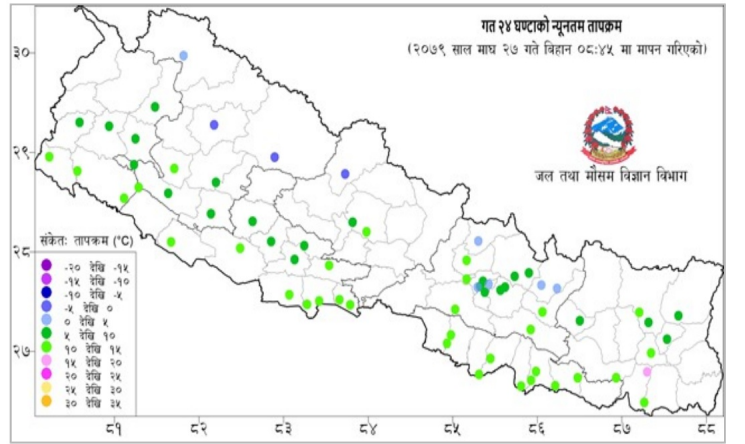 गत २४ घण्टाको न्यूनतम तापक्रम
(२०७९ साल माघ २७ गते बिहान ०८:४५ मा मापन गरिएको)
जल तथा मौसम विज्ञान विभाग
३०
२९
२८
२७
संकेतः तापक्रम (°C)
-२० देखि -१५
-१५ देखि -१०
-१० देखि -५
-५ देखि ०
० देखि ५
५ देखि १०
१० देखि १५
१५ देखि २०
२० देखि २५
२५ देखि ३०
३० देखि ३५
८१ ८२ ८३ ८४ ८५ ८६ ८७ ८८